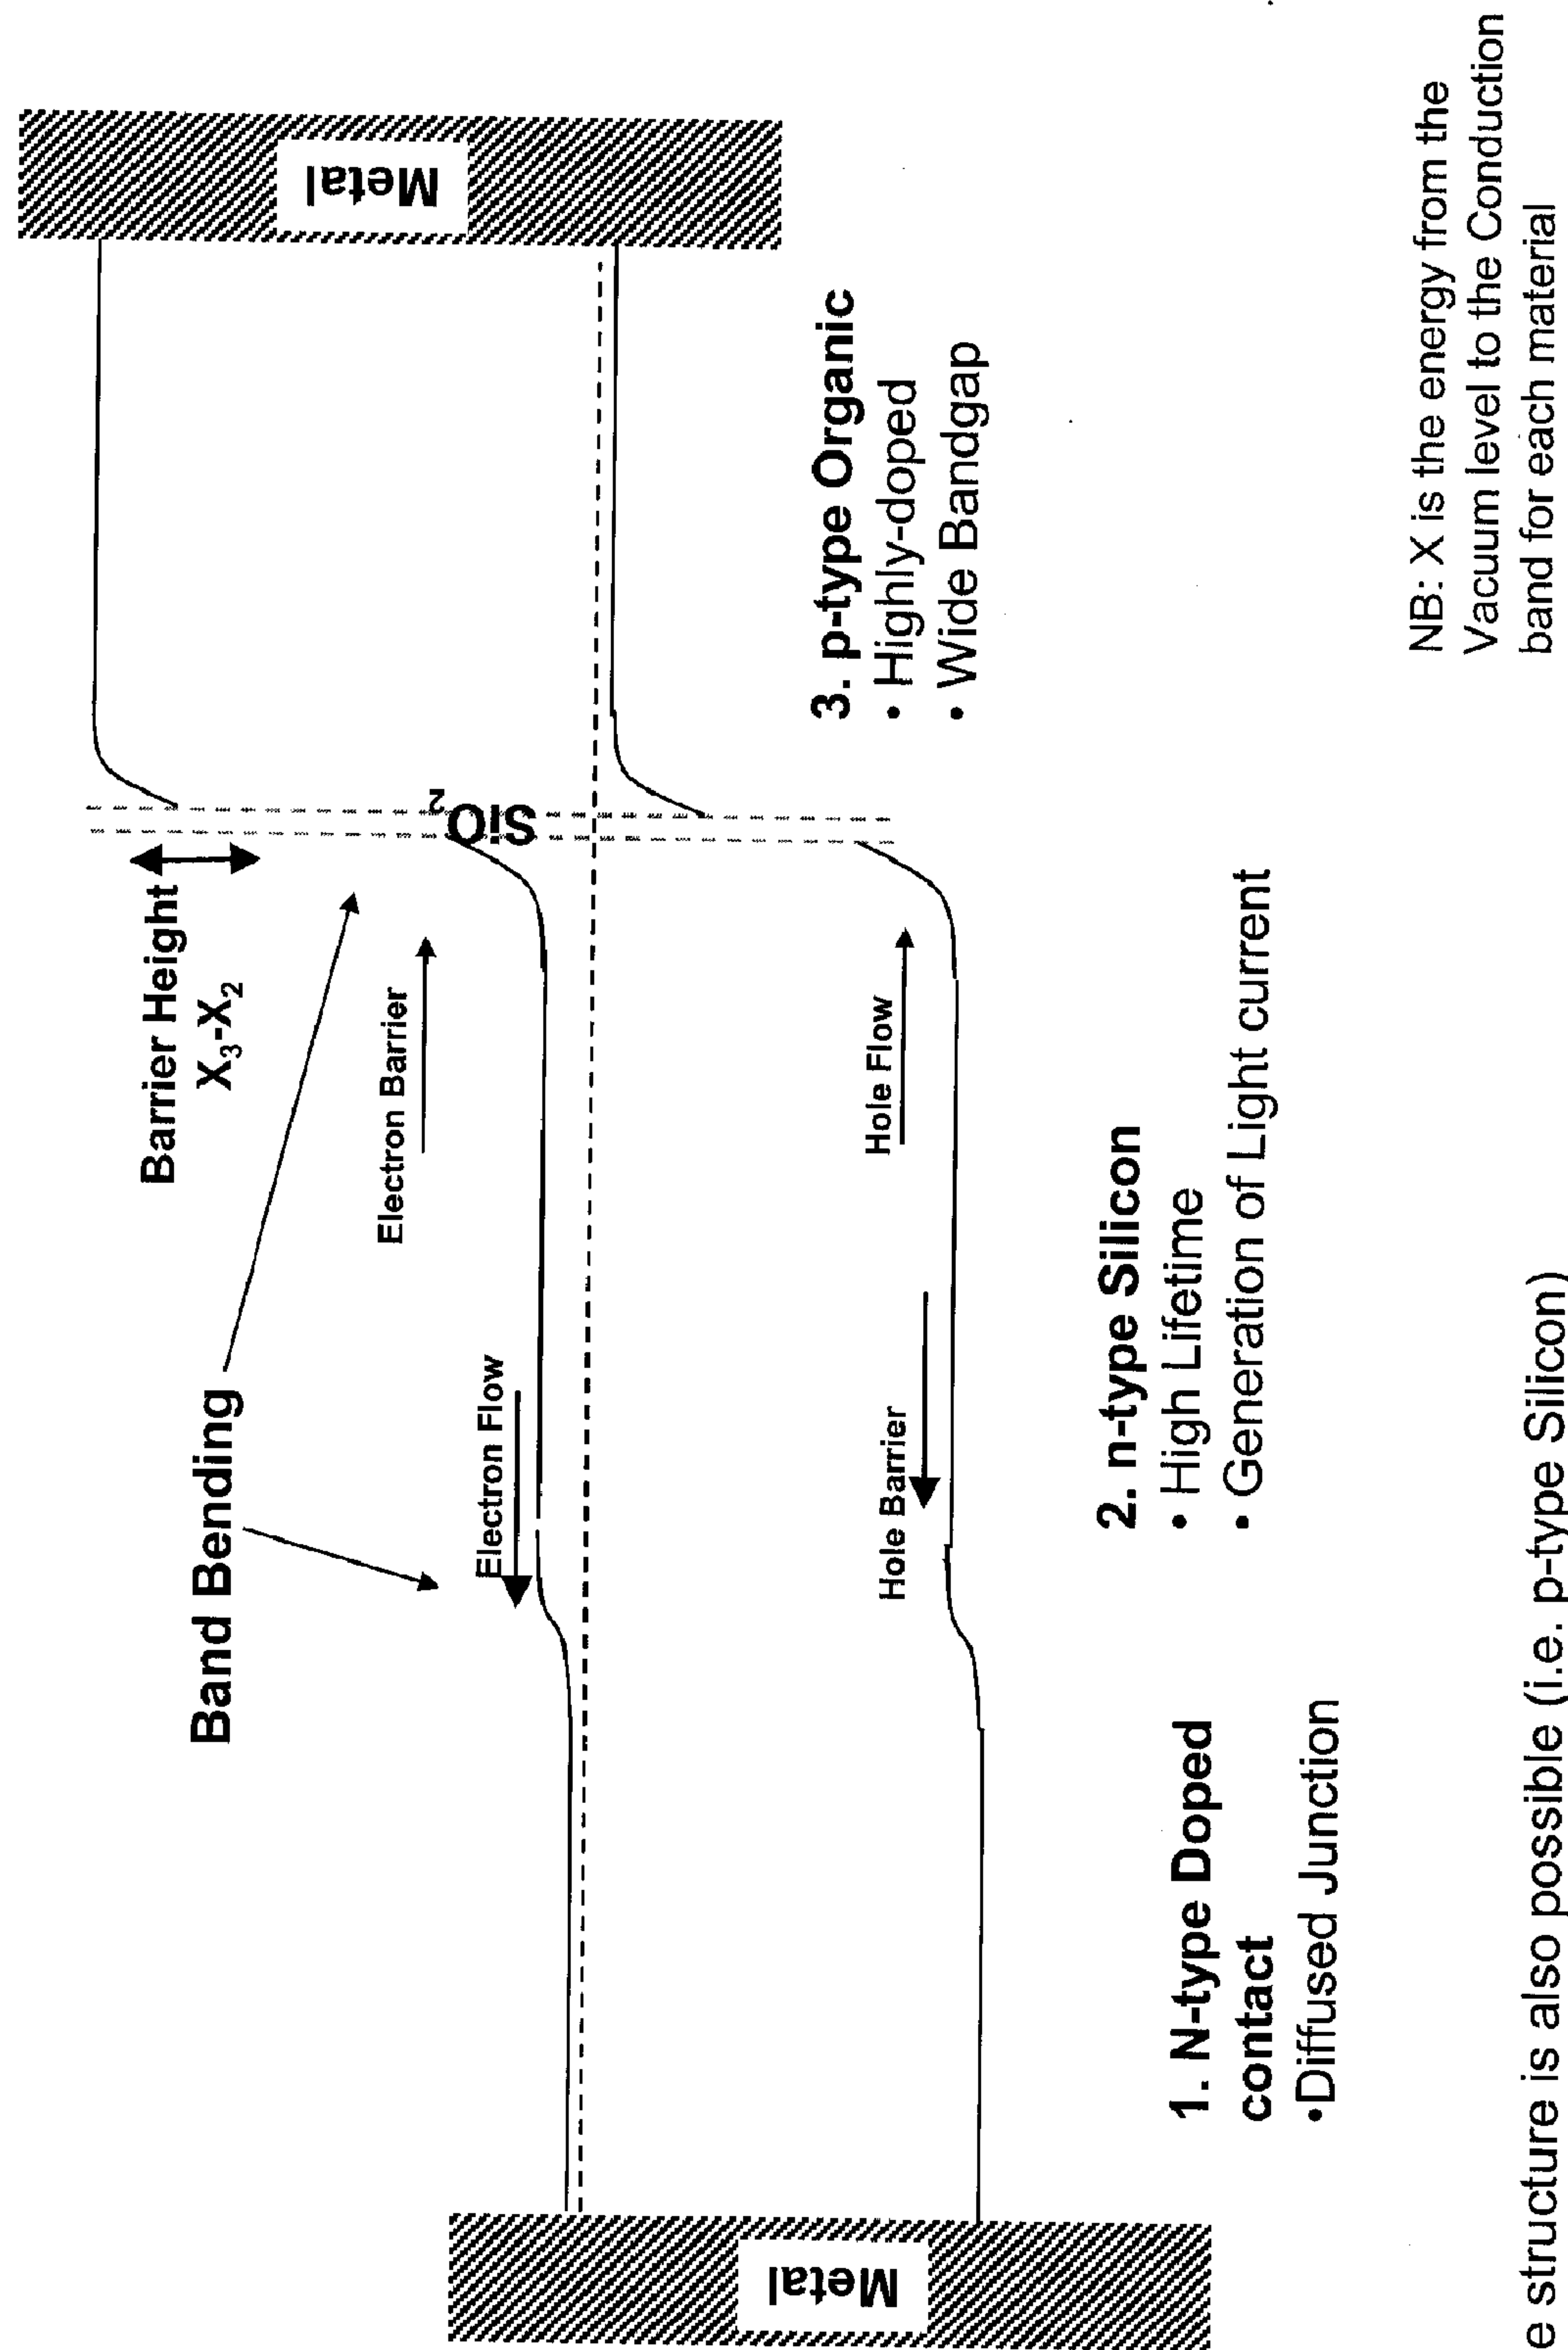 Band Bending
Barrier Height
X3-X2
Electron Flow
Electron Barrier
SiO2
Hole Barrier
Hole Flow
Metal
Metal
1. N-type Doped
contact
•Diffused Junction
2. n-type Silicon
• High Lifetime
• Generation of Light current
3. p-type Organic
• Highly-doped
• Wide Bandgap
NB: X is the energy from the
Vacuum level to the Conduction
band for each material
e structure is also possible (i.e. p-type Silicon)